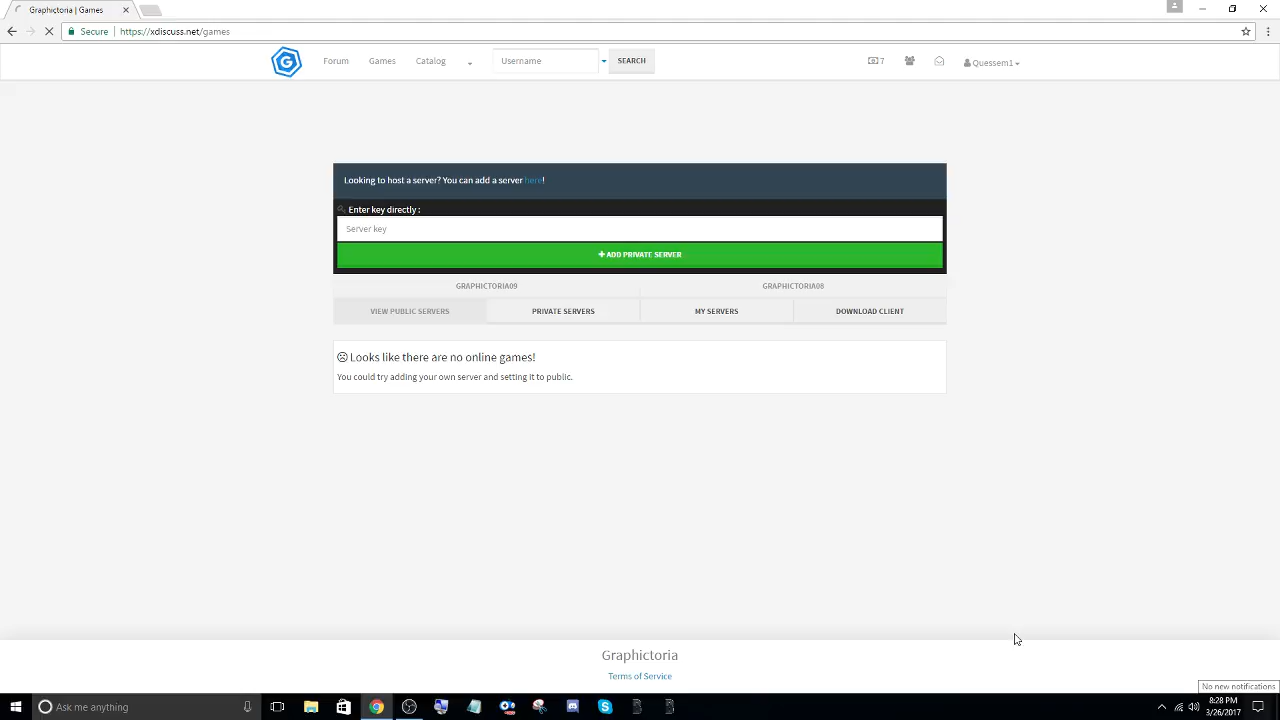 Graphictoria | Games
Secure https://xdiscuss.net/games
Forum Games Catalog Username SEARCH 7 Quessem1
Looking to host a server? You can add a server here!
Enter key directly :
Server key
ADD PRIVATE SERVER
GRAPHICTORIA09 GRAPHICTORIA08
VIEW PUBLIC SERVERS PRIVATE SERVERS MY SERVERS DOWNLOAD CLIENT
Looks like there are no online games!
You could try adding your own server and setting it to public.
Graphictoria
Terms of Service
No new notifications
Ask me anything
8:28 PM
3/26/2017